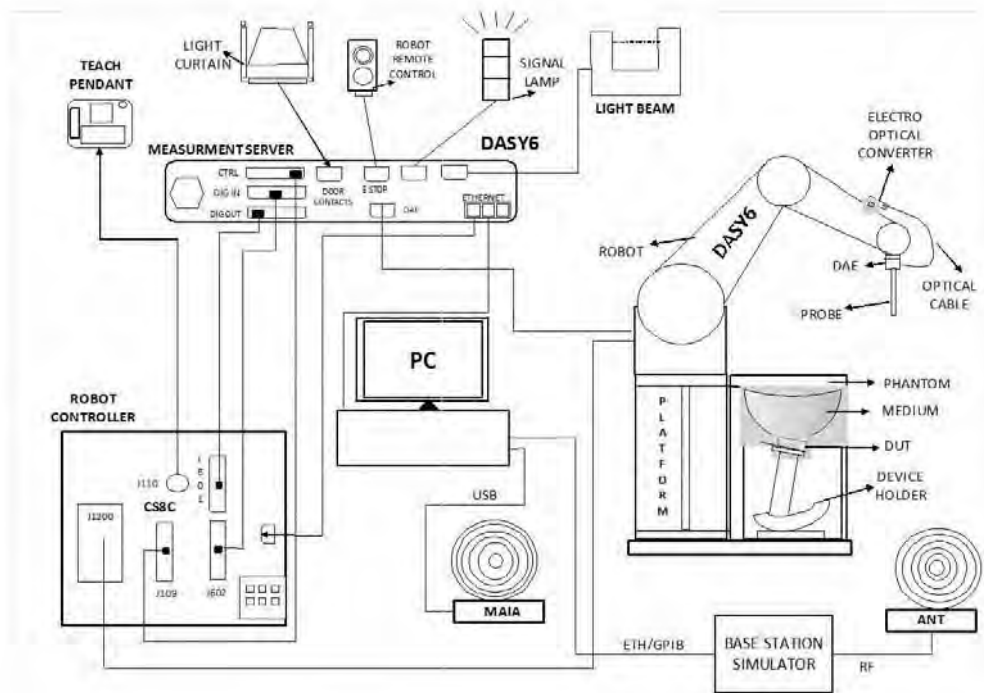 TEACH
PENDANT
LIGHT
CURTAIN
ROBOT
REMOTE
CONTROL
SIGNAL
LAMP
LIGHT BEAM
ELECTRO
OPTICAL
CONVERTER
MEASURMENT SERVER
DASY6
CTRL
DIG IN
DIG OUT
DOOR
CONTACTS
E STOP
DAE
ETHERNET
ROBOT
DASY6
DAE
OPTICAL
CABLE
PROBE
PC
ROBOT
CONTROLLER
J110
CS8C
J1200
J109
J602
USB
MAIA
PLATFORM
PHANTOM
MEDIUM
DUT
DEVICE
HOLDER
ETH/GPIB
BASE STATION
SIMULATOR
RF
ANT